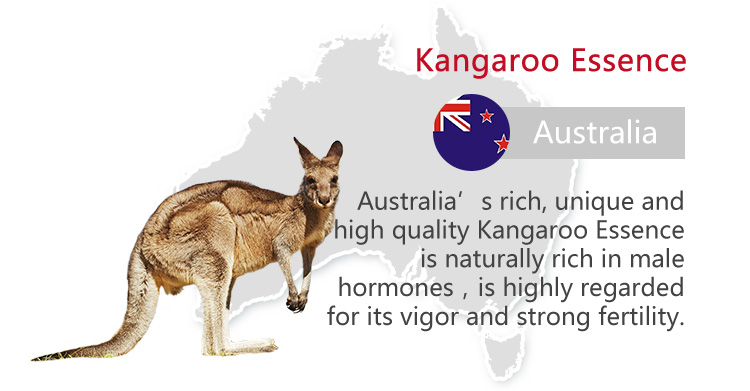 Kangaroo Essence
Australia
Australia’s rich, unique and
high quality Kangaroo Essence
is naturally rich in male
hormones , is highly regarded
for its vigor and strong fertility.